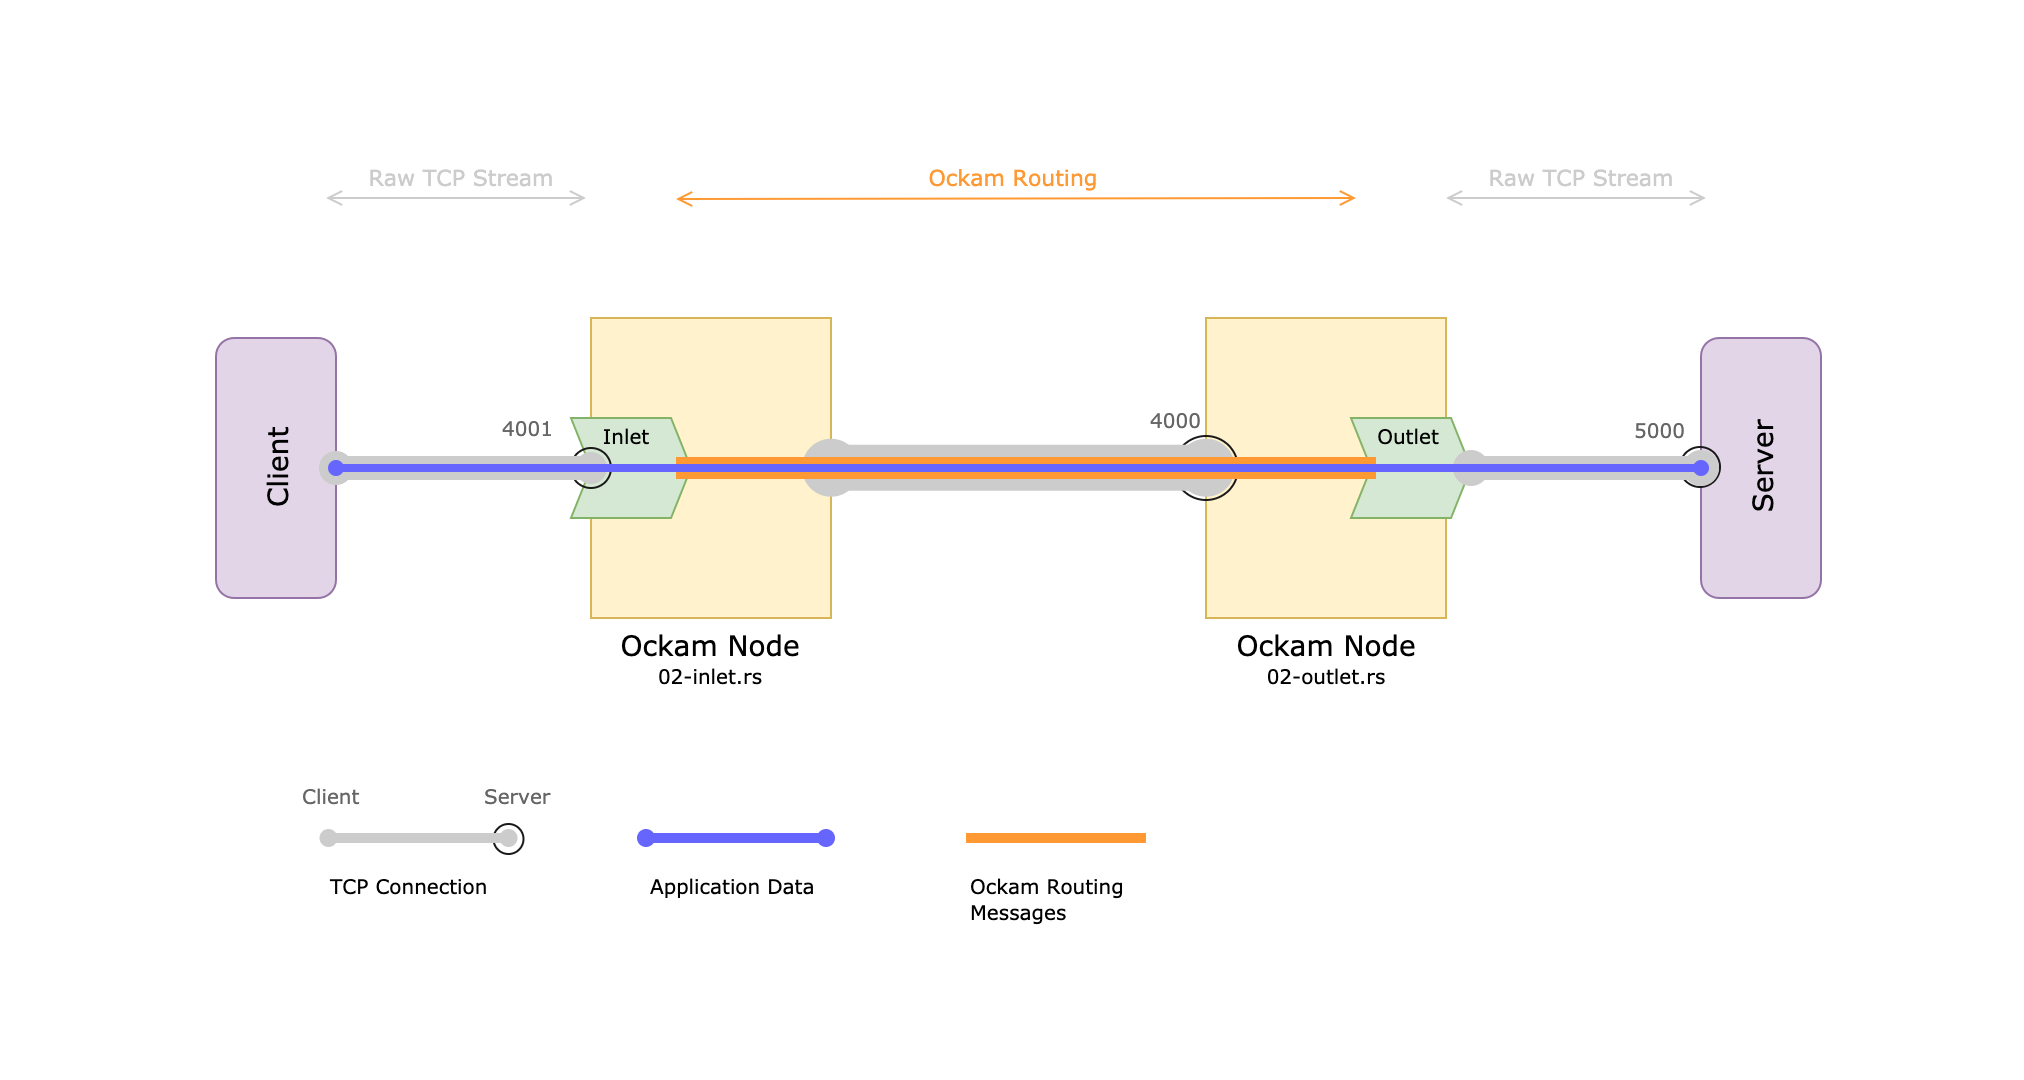 Raw TCP Stream
Ockam Routing
Raw TCP Stream
4001
4000
5000
Inlet
Outlet
Client
Server
Ockam Node
02-inlet.rs
Ockam Node
02-outlet.rs
Client
Server
TCP Connection
Application Data
Ockam Routing
Messages